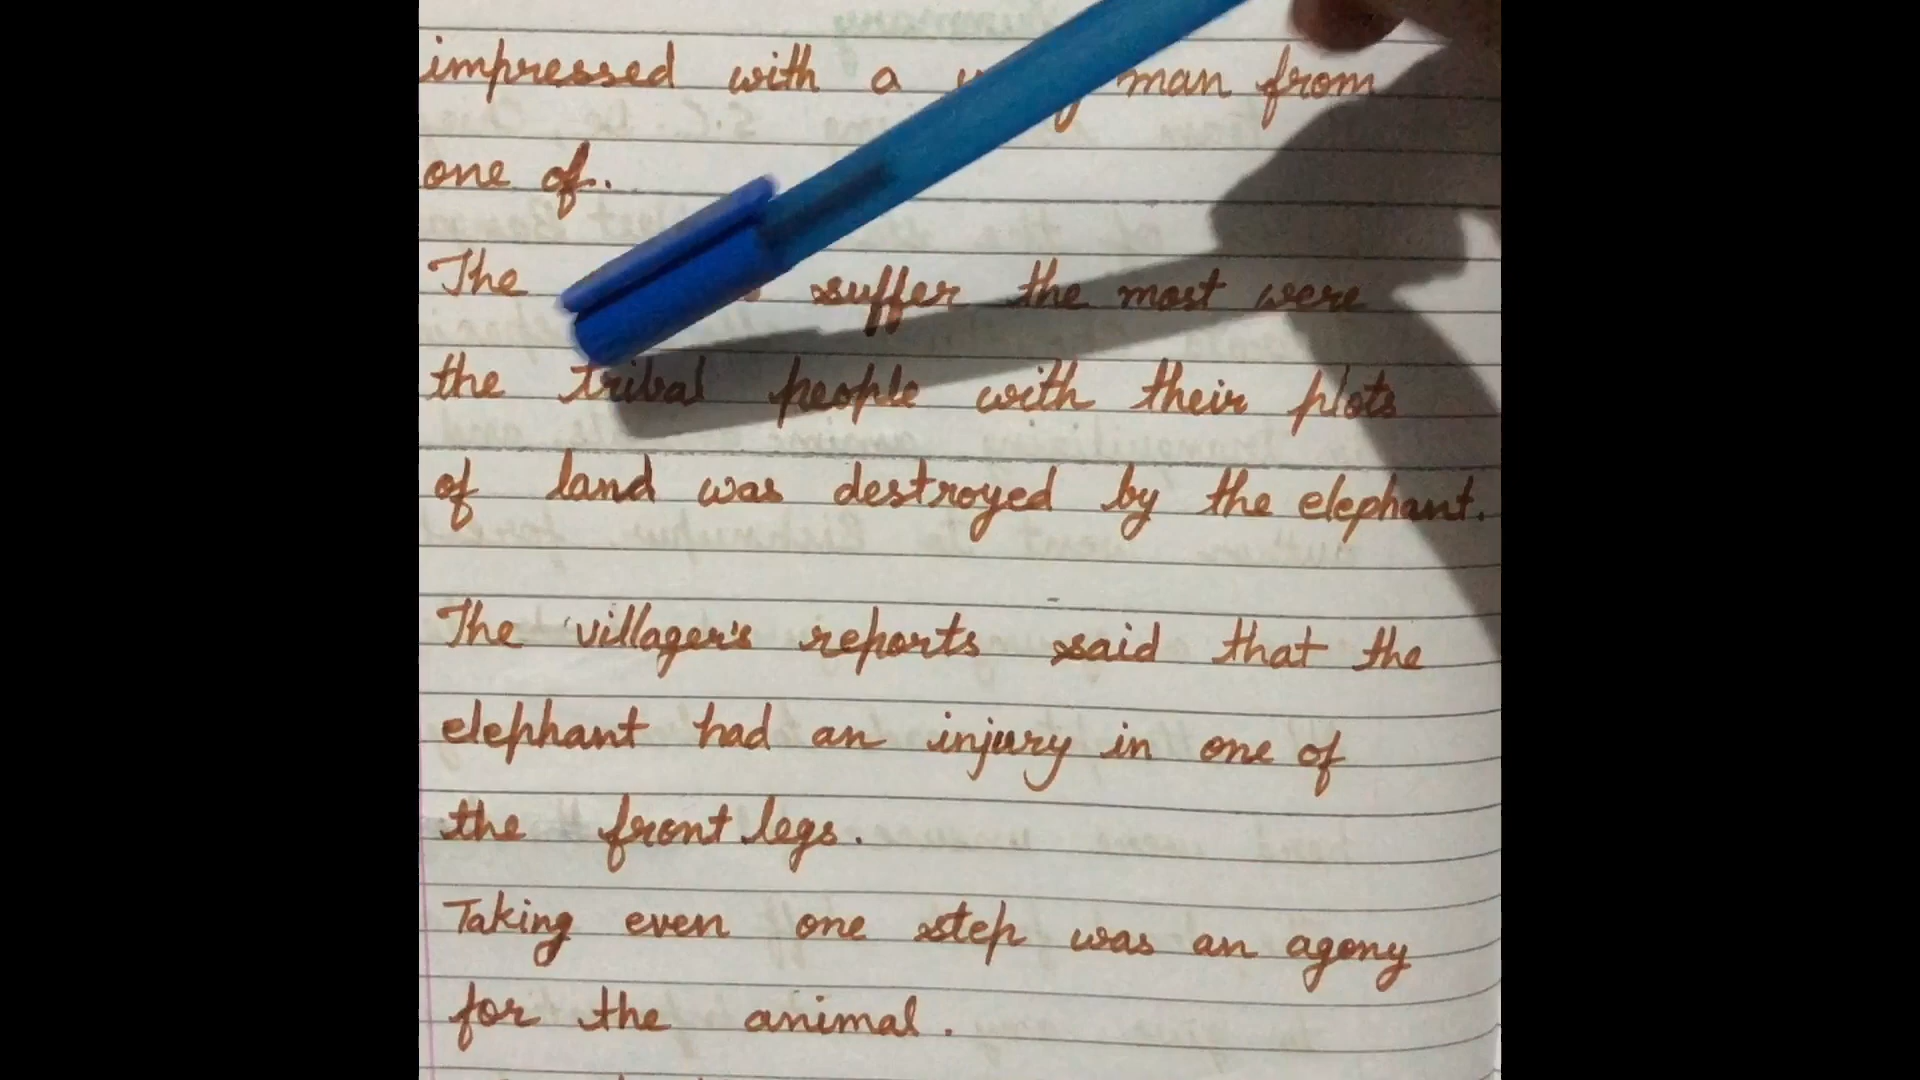 impressed with a man from
one of.
The suffer the most were
the tribal people with their plots
of land was destroyed by the elephant.
The villager's reports said that the
elephant had an injury in one of
the front legs.
Taking even one step was an agony
for the animal.